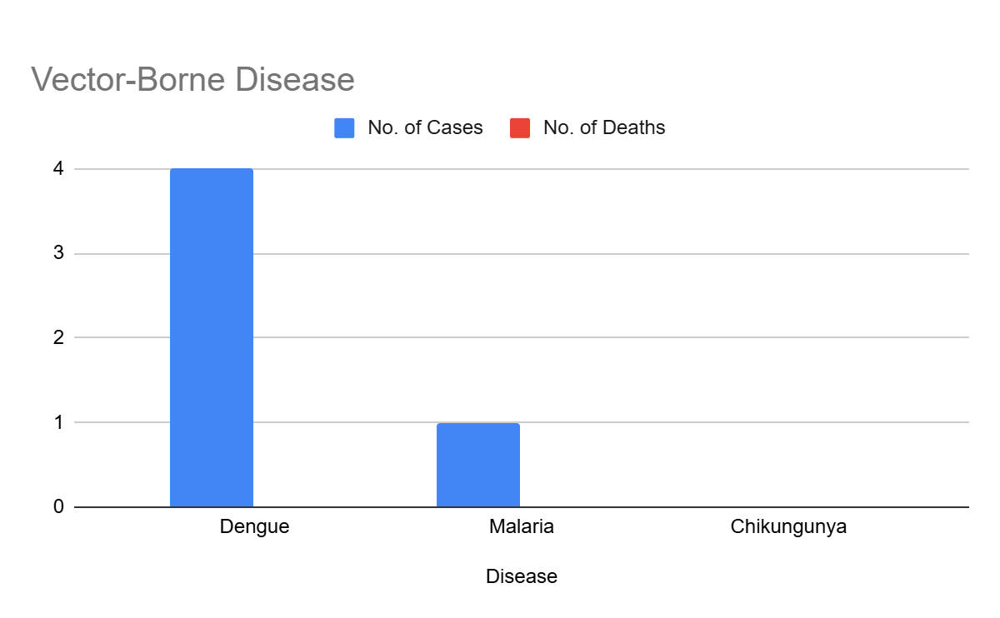 Vector-Borne Disease
No. of Cases No. of Deaths
4
3
2
1
0
Dengue Malaria Chikungunya
Disease